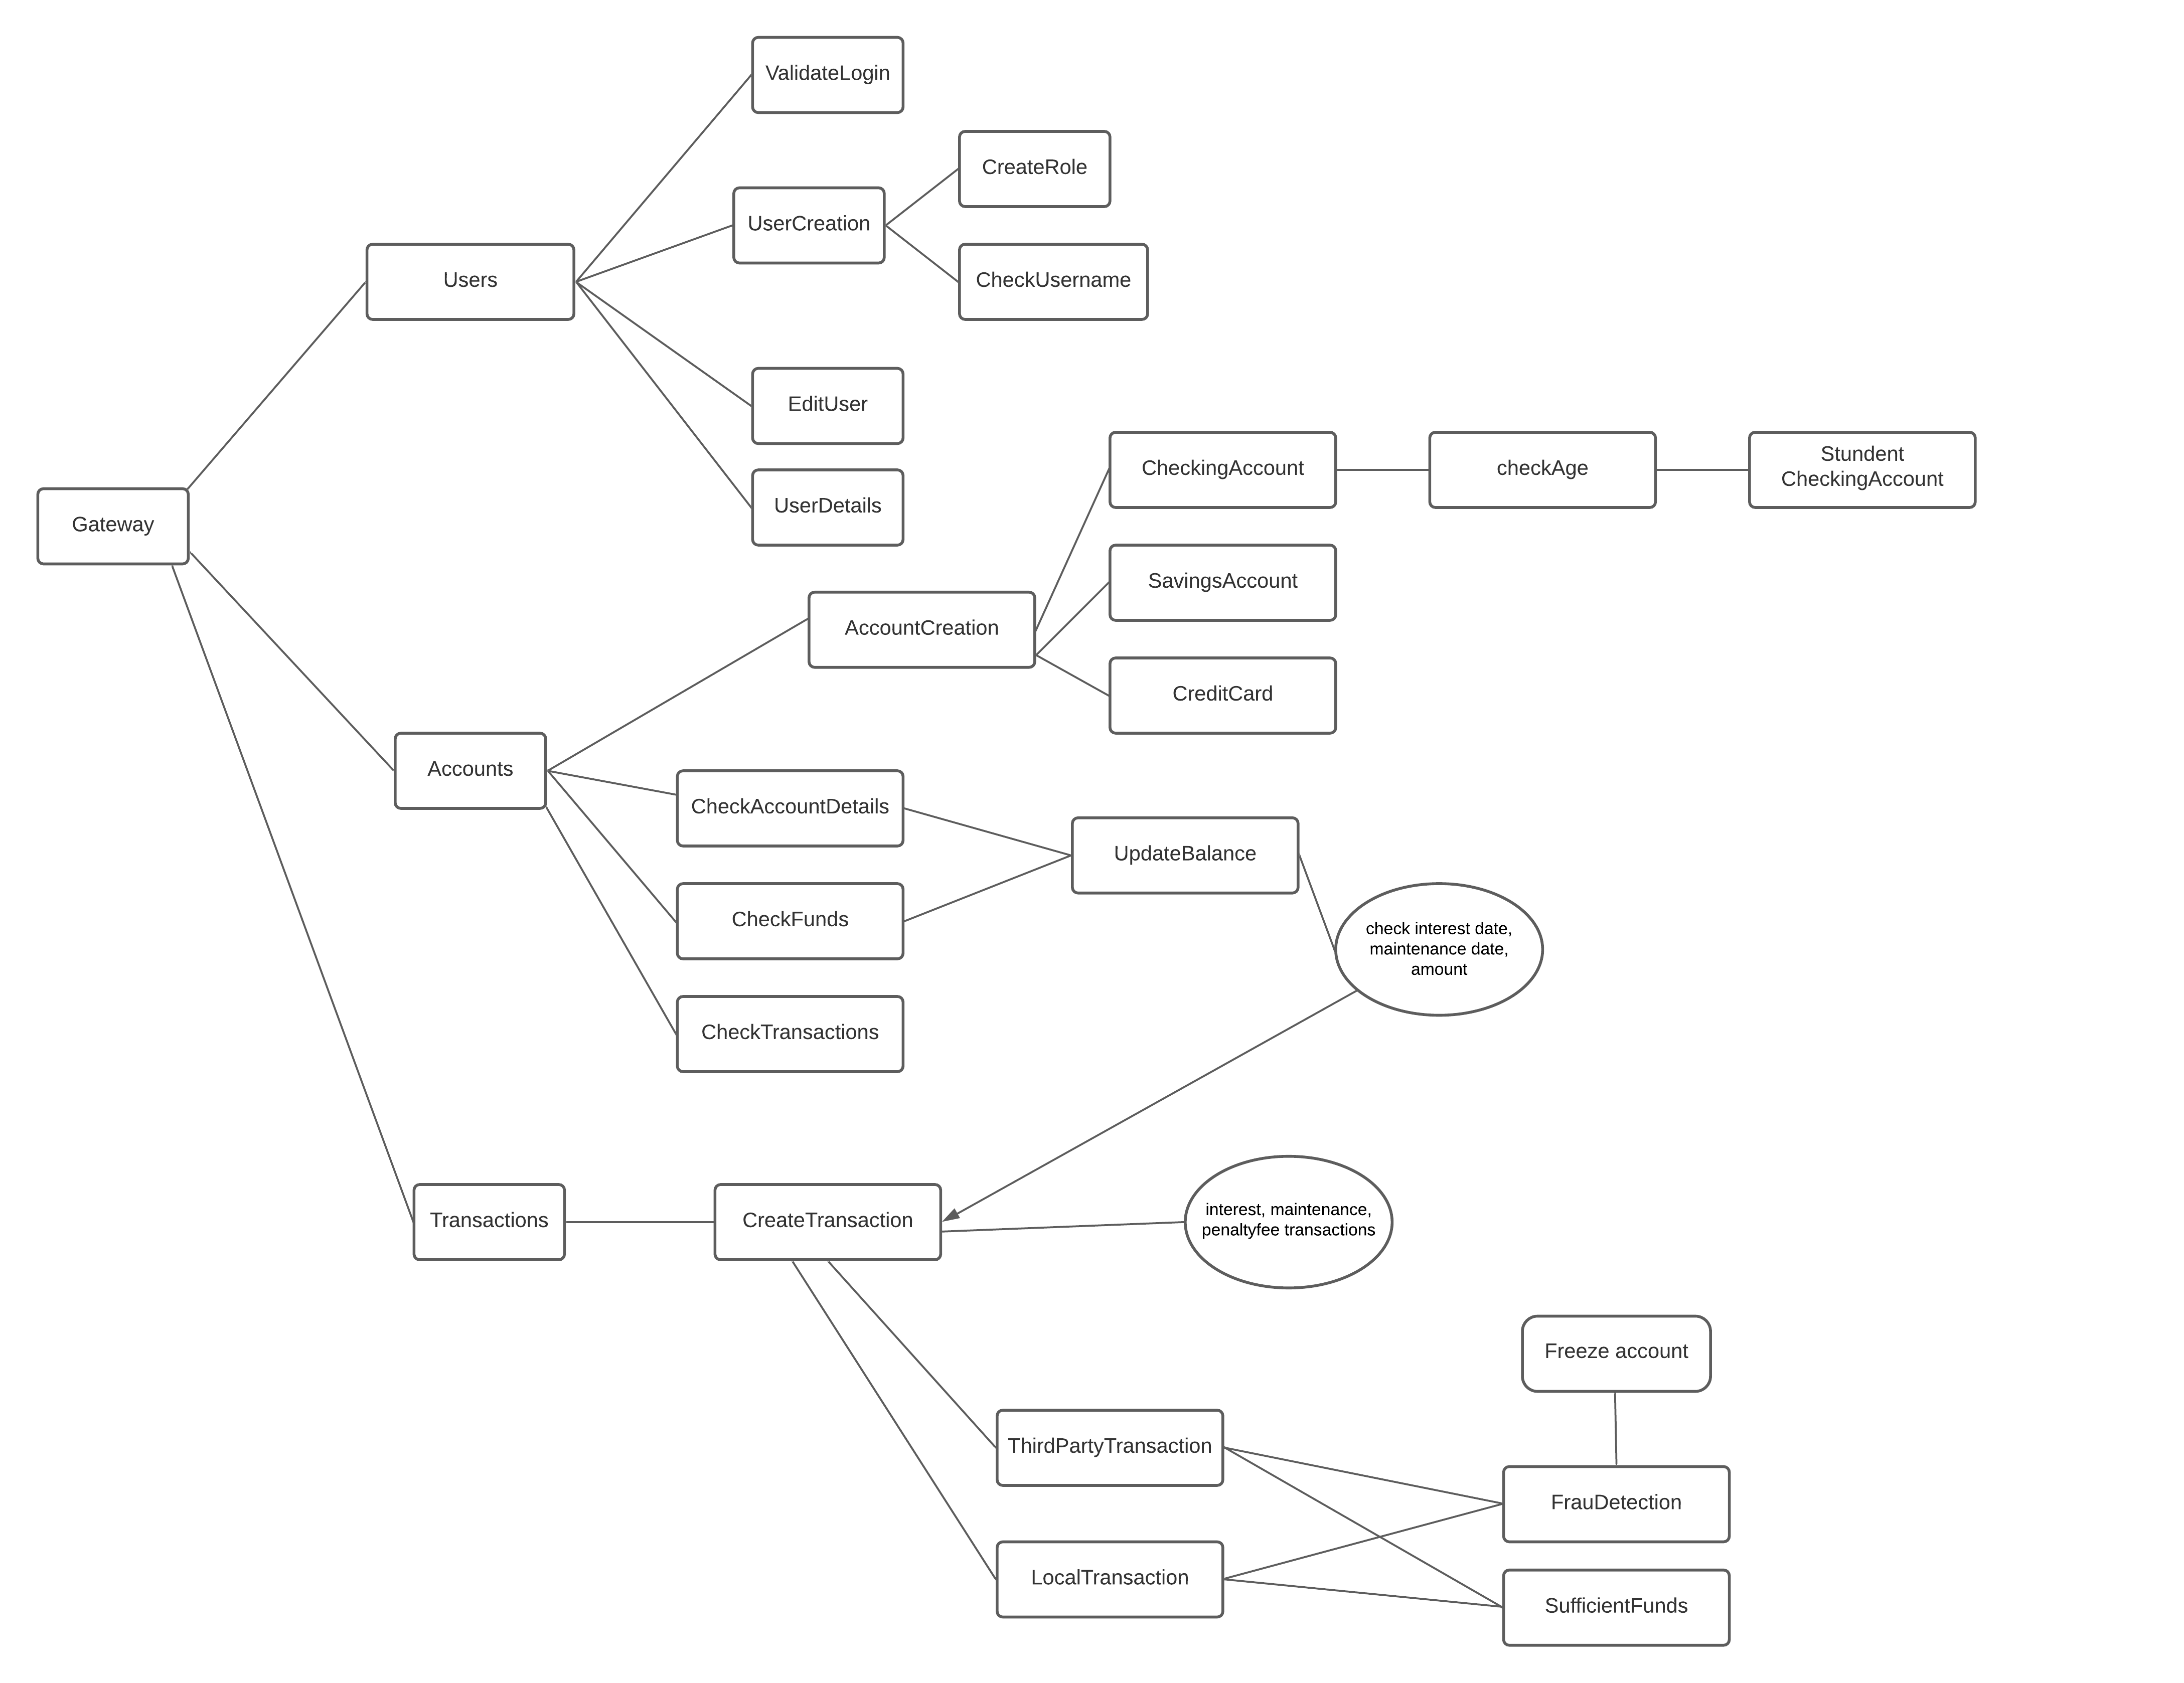 ValidateLogin
CreateRole
UserCreation
Users
CheckUsername
EditUser
UserDetails
Gateway
CheckingAccount
checkAge
Stundent
CheckingAccount
SavingsAccount
AccountCreation
CreditCard
Accounts
CheckAccountDetails
UpdateBalance
CheckFunds
check interest date,
maintenance date,
amount
CheckTransactions
Transactions
CreateTransaction
interest, maintenance,
penaltyfee transactions
Freeze account
ThirdPartyTransaction
FrauDetection
LocalTransaction
SufficientFunds